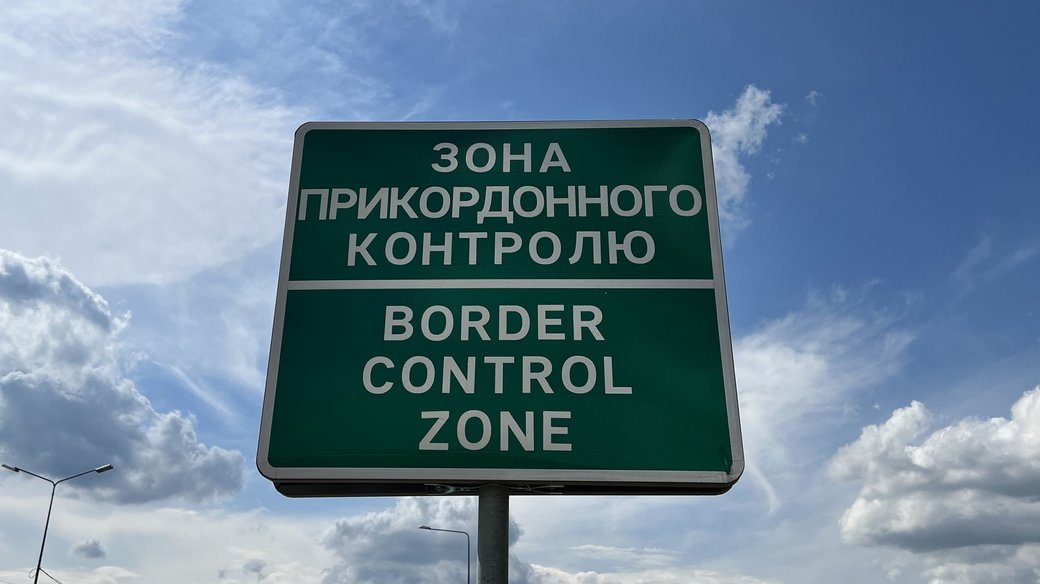 ЗОНА
ПРИКОРДОННОГО
КОНТРОЛЮ
BORDER
CONTROL
ZONE